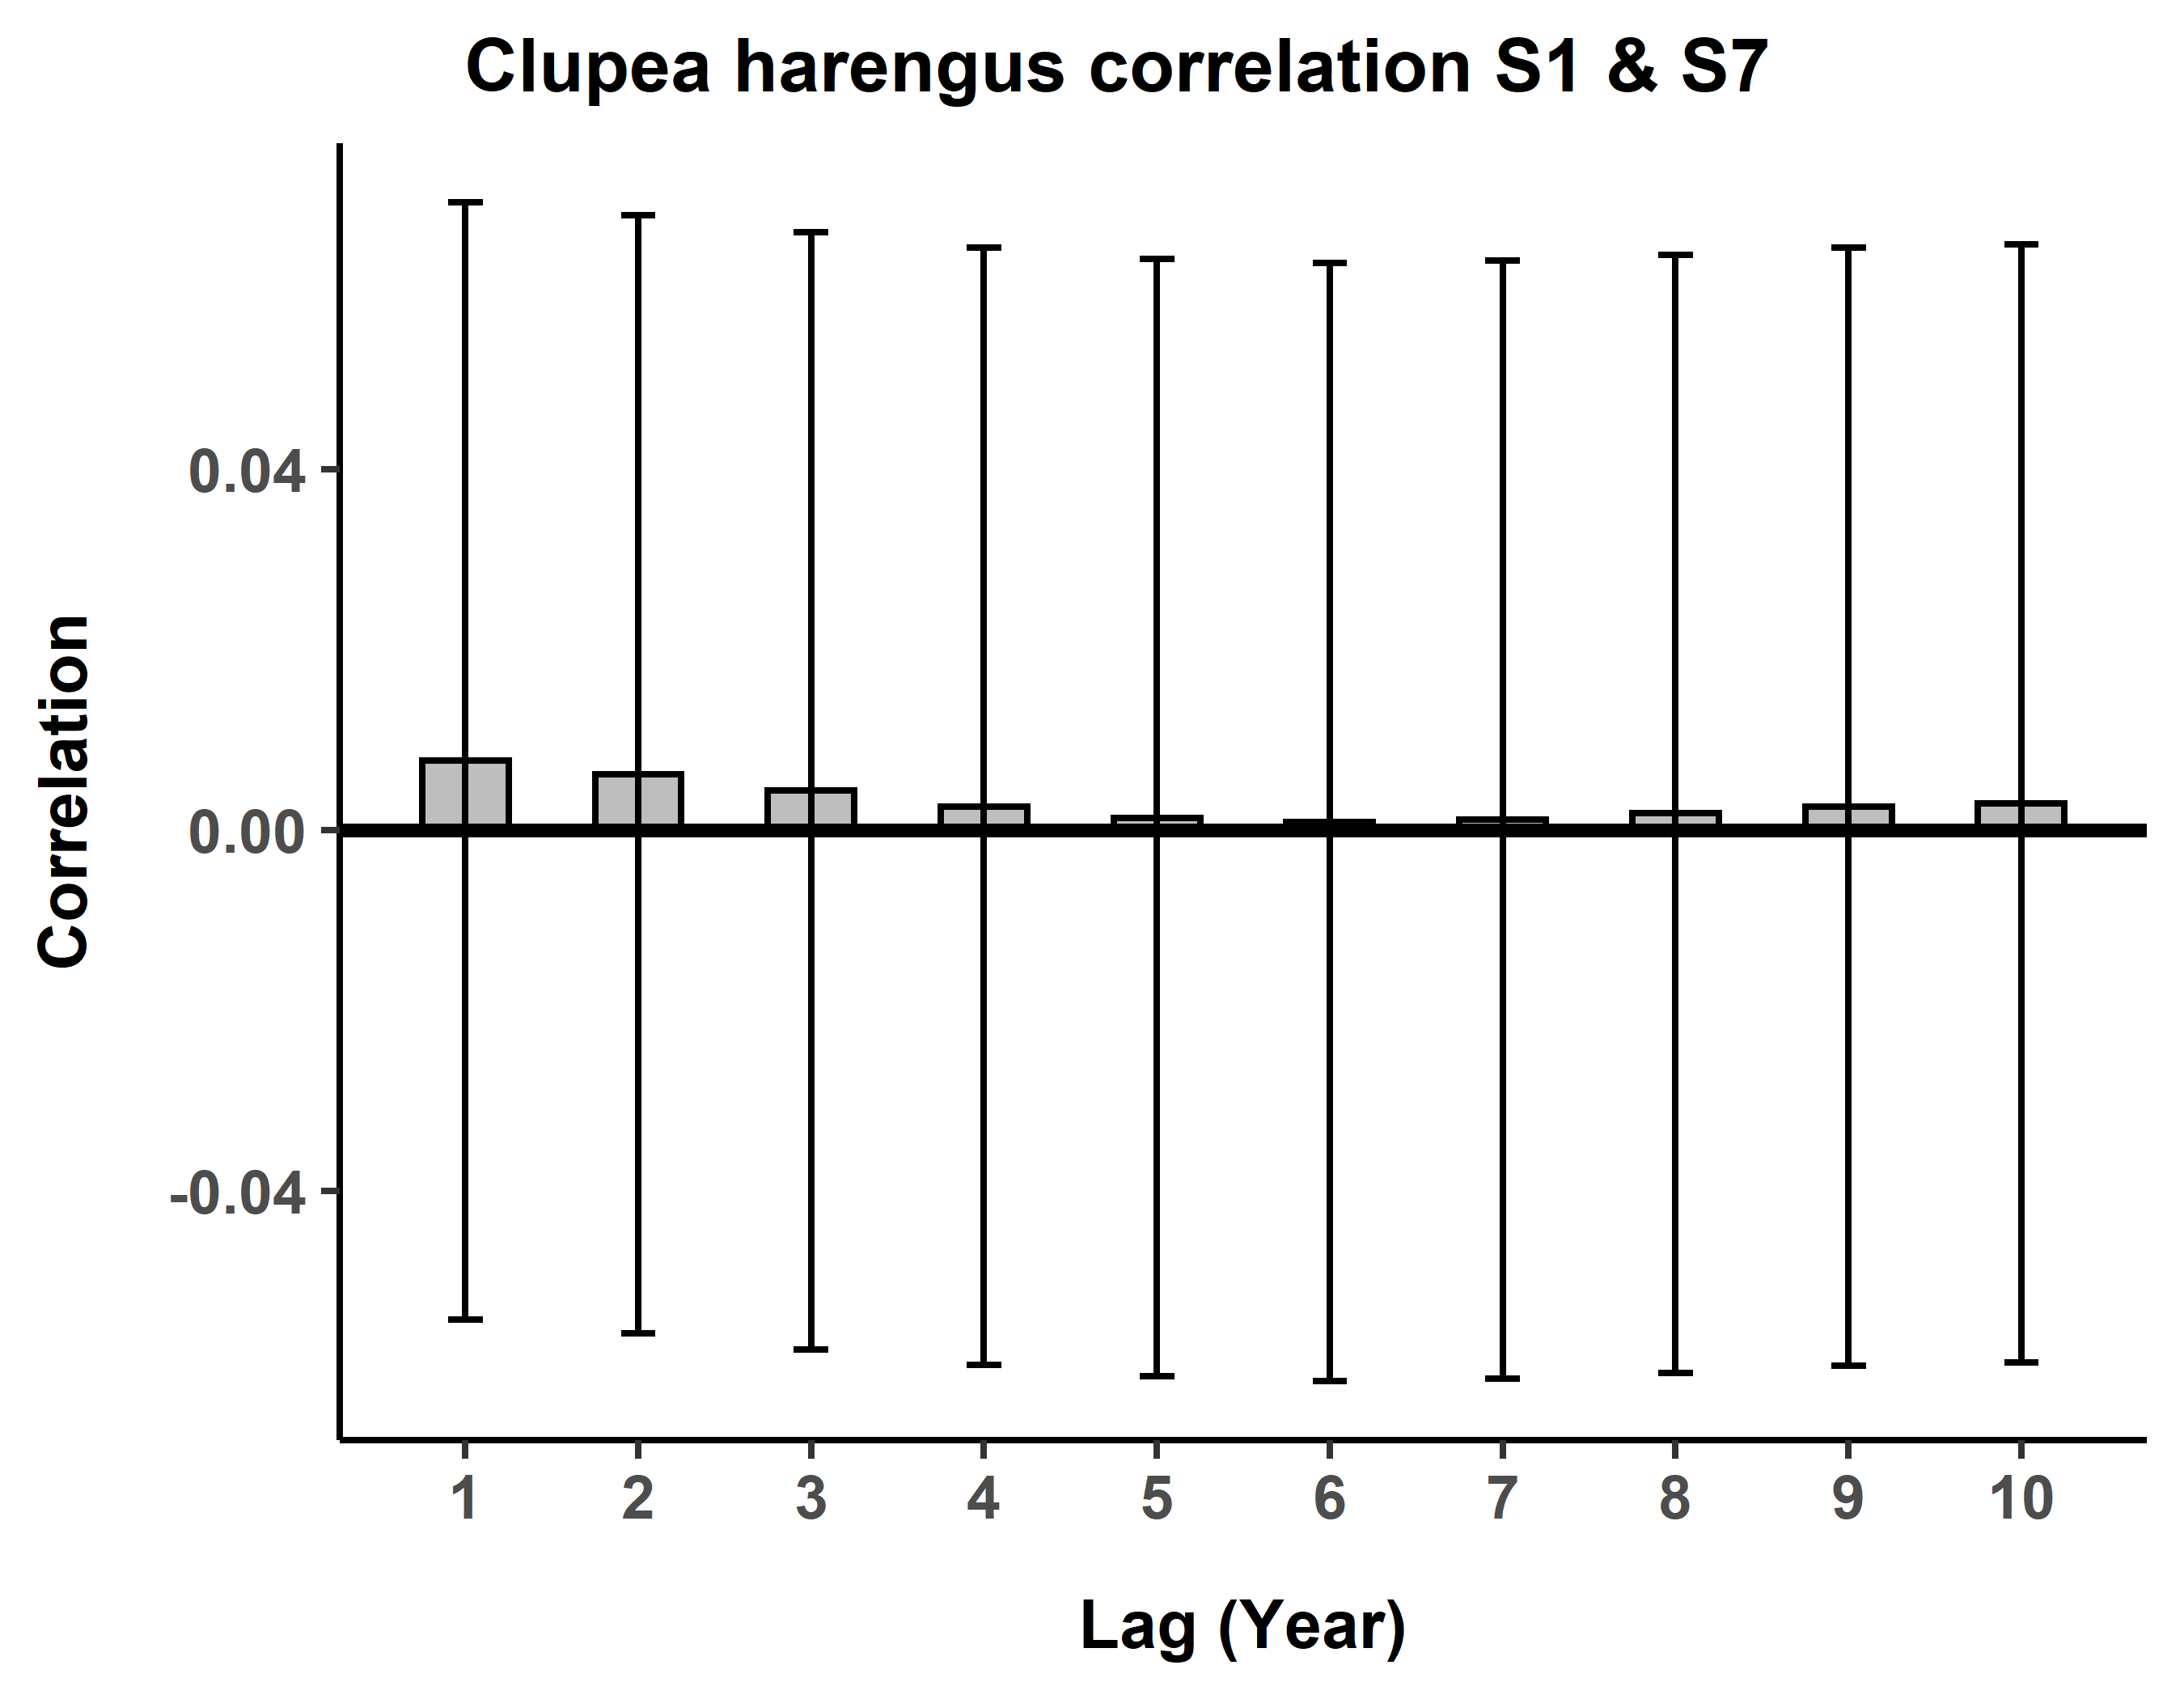 Clupea harengus correlation S1 & S7
Correlation
0.04
0.00
-0.04
1 2 3 4 5 6 7 8 9 10
Lag (Year)